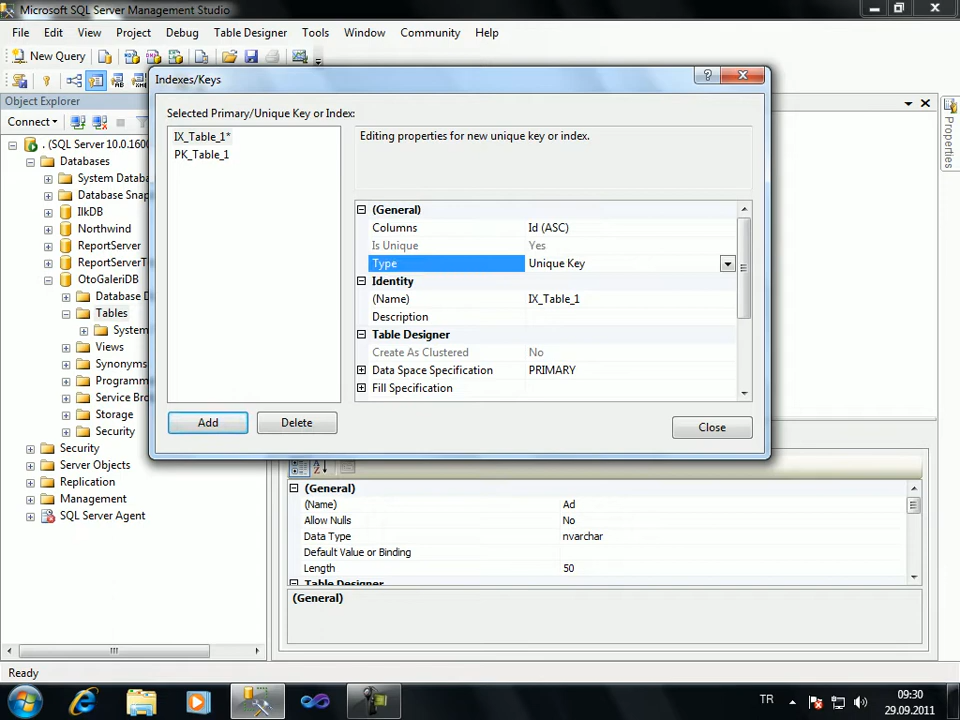 Microsoft SQL Server Management Studio
File Edit View Project Debug Table Designer Tools Window Community Help
New Query
Object Explorer
Connect
. (SQL Server 10.0.1600
Databases
System Databa
Database Snap
IlkDB
Northwind
ReportServer
ReportServerT
OtoGaleriDB
Database D
Tables
System
Views
Synonyms
Programm
Service Bro
Storage
Security
Security
Server Objects
Replication
Management
SQL Server Agent
Indexes/Keys
Selected Primary/Unique Key or Index:
IX_Table_1*
PK_Table_1
Editing properties for new unique key or index.
(General)
Columns Id (ASC)
Is Unique Yes
Type Unique Key
Identity
(Name) IX_Table_1
Description
Table Designer
Create As Clustered No
Data Space Specification PRIMARY
Fill Specification
Add Delete
Close
Properties
(General)
(Name) Ad
Allow Nulls No
Data Type nvarchar
Default Value or Binding
Length 50
Table Designer
(General)
Ready
TR
09:30
29.09.2011